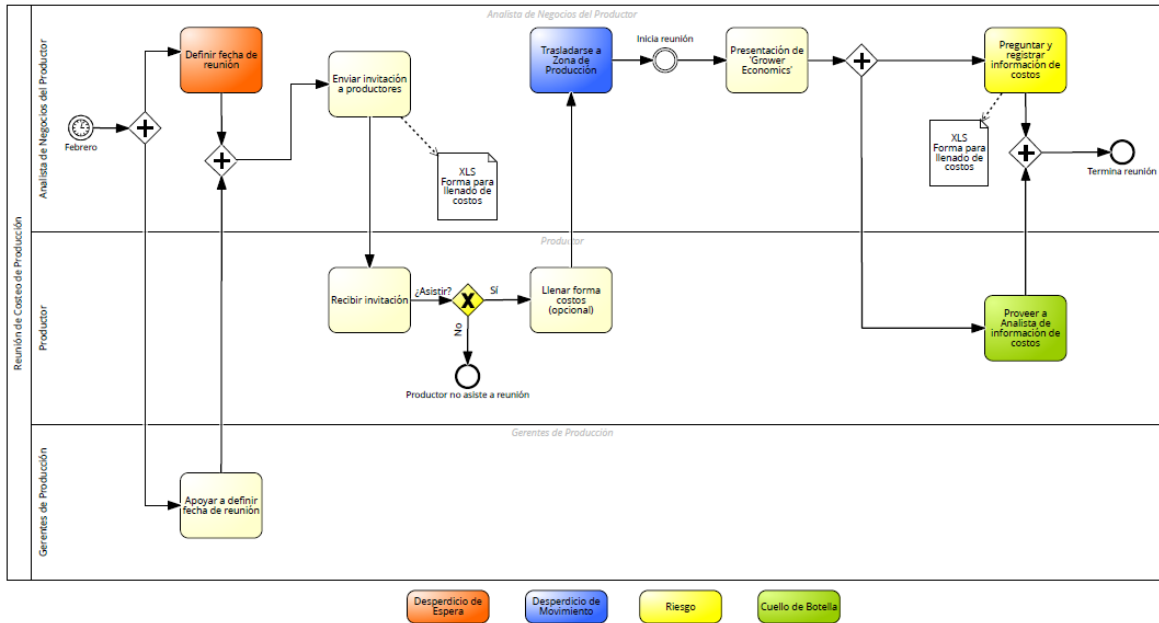 Analista de Negocios del Productor
Reunión de Costeo de Producción
Analista de Negocios del Productor
Febrero
Definir fecha de
reunión
Enviar invitación
a productores
XLS
Forma para
llenado de
costos
Trasladarse a
Zona de
Producción
Inicia reunión
Presentación de
'Grower
Economics'
Preguntar y
registrar
información de
costos
XLS
Forma para
llenado de
costos
Termina reunión
Productor
Productor
Recibir invitación
¿Asistir?
Sí
No
Productor no asiste a reunión
Llenar forma
costos
(opcional)
Proveer a
Analista de
información de
costos
Gerentes de Producción
Gerentes de Producción
Apoyar a definir
fecha de reunión
Desperdicio de
Espera
Desperdicio de
Movimiento
Riesgo
Cuello de Botella